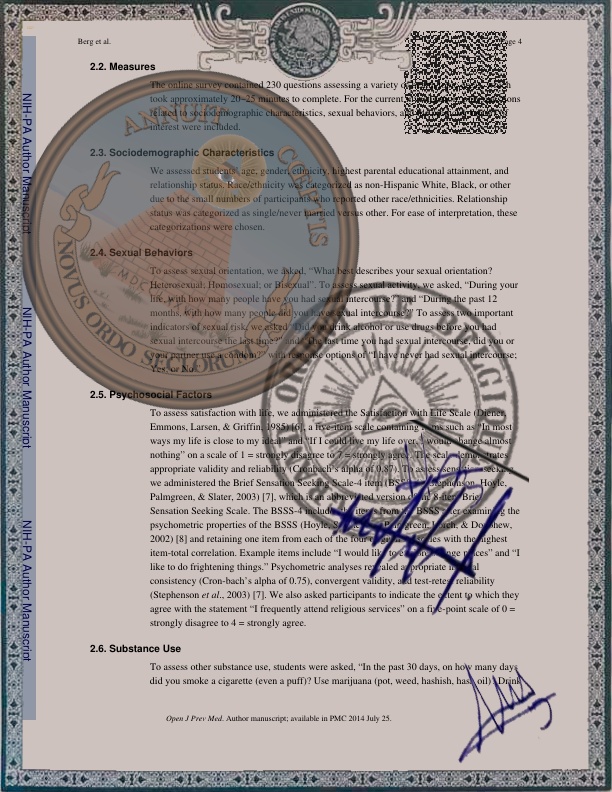 Berg et al.
Page 4
2.2. Measures
The online survey contained 230 questions assessing a variety
took approximately 20–25 minutes to complete. For the current
related to sociodemographic characteristics, sexual behaviors, and
interest were included.
2.3. Sociodemographic Characteristics
We assessed students' age, gender, ethnicity, highest parental educational attainment, and
relationship status. Race/ethnicity was categorized as non-Hispanic White, Black, or other
due to the small numbers of participants who reported other race/ethnicities. Relationship
status was categorized as single/never married versus other. For ease of interpretation, these
categorizations were chosen.
2.4. Sexual Behaviors
To assess sexual orientation, we asked, “What best describes your sexual orientation?
Heterosexual; Homosexual; or Bisexual”. To assess sexual activity, we asked, “During your
life, with how many people have you had sexual intercourse?” and “During the past 12
months, with how many people did you have sexual intercourse?” To assess two important
indicators of sexual risk, we asked, “Did you drink alcohol or use drugs before you had
sexual intercourse the last time?” and “The last time you had sexual intercourse, did you or
your partner use a condom?” with response options of “I have never had sexual intercourse;
Yes; or No”.
2.5. Psychosocial Factors
To assess satisfaction with life, we administered the Satisfaction with Life Scale (Diener,
Emmons, Larsen, & Griffin, 1985) [6], a five-item scale containing items such as “In most
ways my life is close to my ideal” and “If I could live my life over, I would change almost
nothing” on a scale of 1 = strongly disagree to 7 = strongly agree. The scale demonstrates
appropriate validity and reliability (Cronbach's alpha of 0.87). To assess sensation seeking,
we administered the Brief Sensation Seeking Scale-4 item (BSSS-4; Stephenson, Hoyle,
Palmgreen, & Slater, 2003) [7], which is an abbreviated version of the 8-item Brief
Sensation Seeking Scale. The BSSS-4 includes items from the BSSS after examining the
psychometric properties of the BSSS (Hoyle, Stephenson, Palmgreen, Lorch, & Donohew,
2002) [8] and retaining one item from each of the four original scales with the highest
item-total correlation. Example items include “I would like to explore strange places” and “I
like to do frightening things.” Psychometric analyses revealed appropriate internal
consistency (Cron-bach's alpha of 0.75), convergent validity, and test-retest reliability
(Stephenson et al., 2003) [7]. We also asked participants to indicate the extent to which they
agree with the statement “I frequently attend religious services” on a five-point scale of 0 =
strongly disagree to 4 = strongly agree.
2.6. Substance Use
To assess other substance use, students were asked, “In the past 30 days, on how many days
did you smoke a cigarette (even a puff)? Use marijuana (pot, weed, hashish, hash oil)? Drink
Open J Prev Med. Author manuscript; available in PMC 2014 July 25.
NIH-PA Author Manuscript
NIH-PA Author Manuscript
NIH-PA Author Manuscript
ANNUIT COEPTIS
NOVUS ORDO SECLORUM